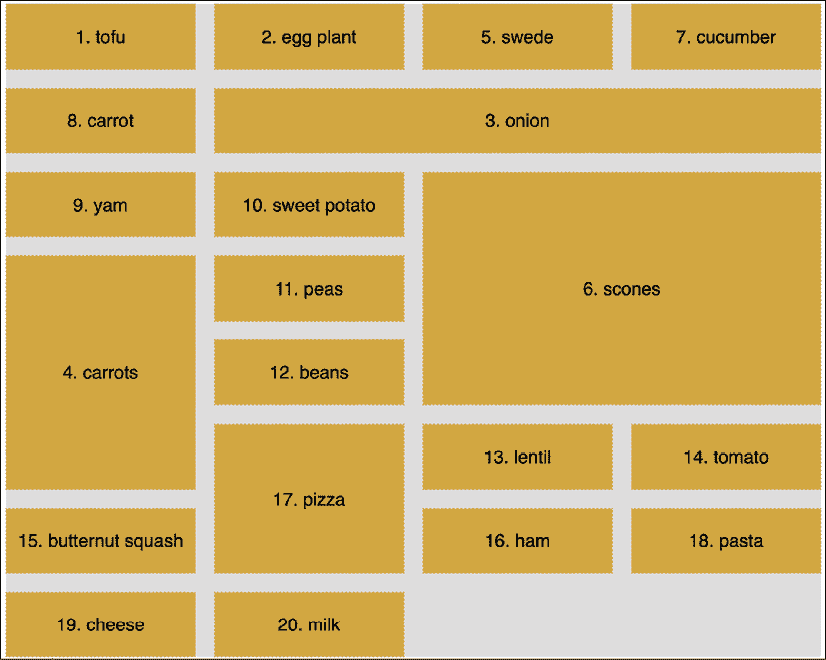 1. tofu
2. egg plant
5. swede
7. cucumber
8. carrot
3. onion
9. yam
10. sweet potato
6. scones
11. peas
4. carrots
12. beans
17. pizza
13. lentil
14. tomato
15. butternut squash
16. ham
18. pasta
19. cheese
20. milk